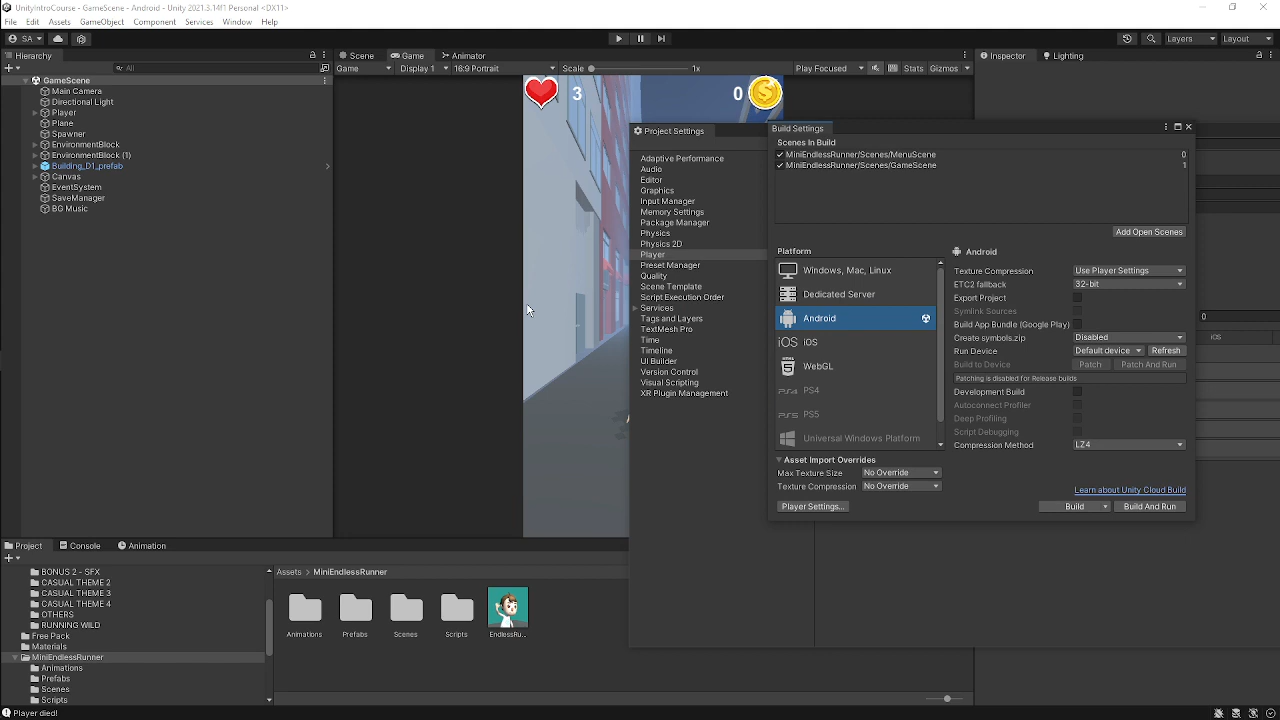 UnityIntroCourse - GameScene - Android - Unity 2021.3.14f1 Personal <DX11>
File Edit Assets GameObject Component Services Window Help
SA Layers Layout
Hierarchy Scene Game Animator Inspector Lighting
All Game Display 1 16:9 Portrait Scale 1x Play Focused Stats Gizmos
GameScene
Main Camera
Directional Light
Player
Plane
Spawner
EnvironmentBlock
EnvironmentBlock (1)
Building_D1_prefab
Canvas
EventSystem
SaveManager
BG Music
3
0
Project Settings
Adaptive Performance
Audio
Editor
Graphics
Input Manager
Memory Settings
Package Manager
Physics
Physics 2D
Player
Preset Manager
Quality
Scene Template
Script Execution Order
Services
Tags and Layers
TextMesh Pro
Time
Timeline
UI Builder
Version Control
Visual Scripting
XR Plugin Management
Build Settings
Scenes In Build
MiniEndlessRunner/Scenes/MenuScene 0
MiniEndlessRunner/Scenes/GameScene 1
Add Open Scenes
Platform
Windows, Mac, Linux
Dedicated Server
Android
iOS iOS
WebGL
PS4 PS4
PS5 PS5
Universal Windows Platform
Android
Texture Compression Use Player Settings
ETC2 fallback 32-bit
Export Project
Symlink Sources
Build App Bundle (Google Play)
Create symbols.zip Disabled
Run Device Default device Refresh
Build to Device Patch Patch And Run
Patching is disabled for Release builds
Development Build
Autoconnect Profiler
Deep Profiling
Script Debugging
Compression Method LZ4
Asset Import Overrides
Max Texture Size No Override
Texture Compression No Override
Learn about Unity Cloud Build
Player Settings... Build Build And Run
0
iOS
Project Console Animation
BONUS 2 - SFX
CASUAL THEME 2
CASUAL THEME 3
CASUAL THEME 4
OTHERS
RUNNING WILD
Free Pack
Materials
MiniEndlessRunner
Animations
Prefabs
Scenes
Scripts
Assets > MiniEndlessRunner
Animations Prefabs Scenes Scripts EndlessRu...
Player died!